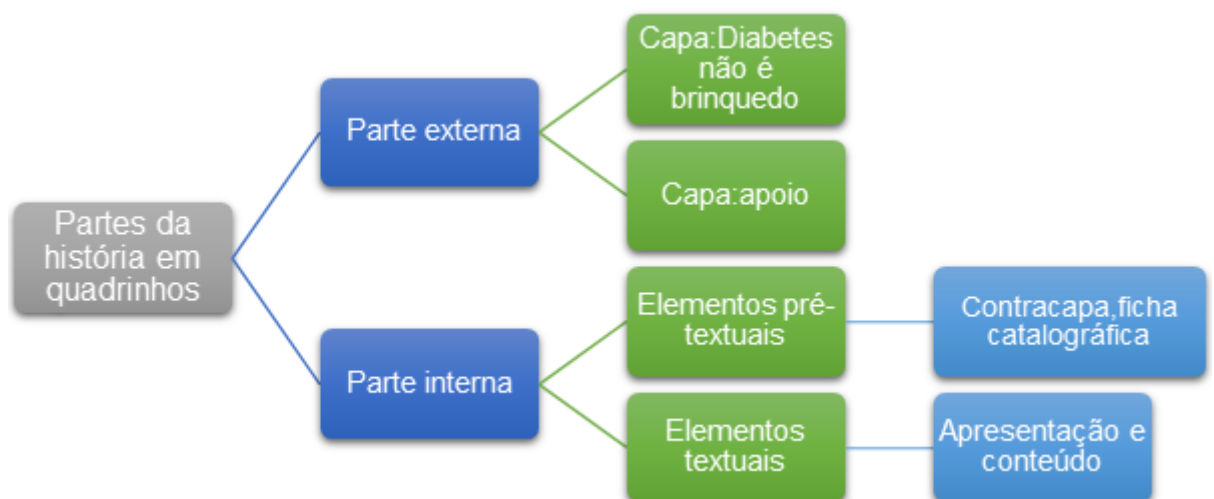 Partes da
história em
quadrinhos
Parte externa
Capa:Diabetes
não é
brinquedo
Capa:apoio
Parte interna
Elementos pré-
textuais
Contracapa,ficha
catalográfica
Elementos
textuais
Apresentação e
conteúdo